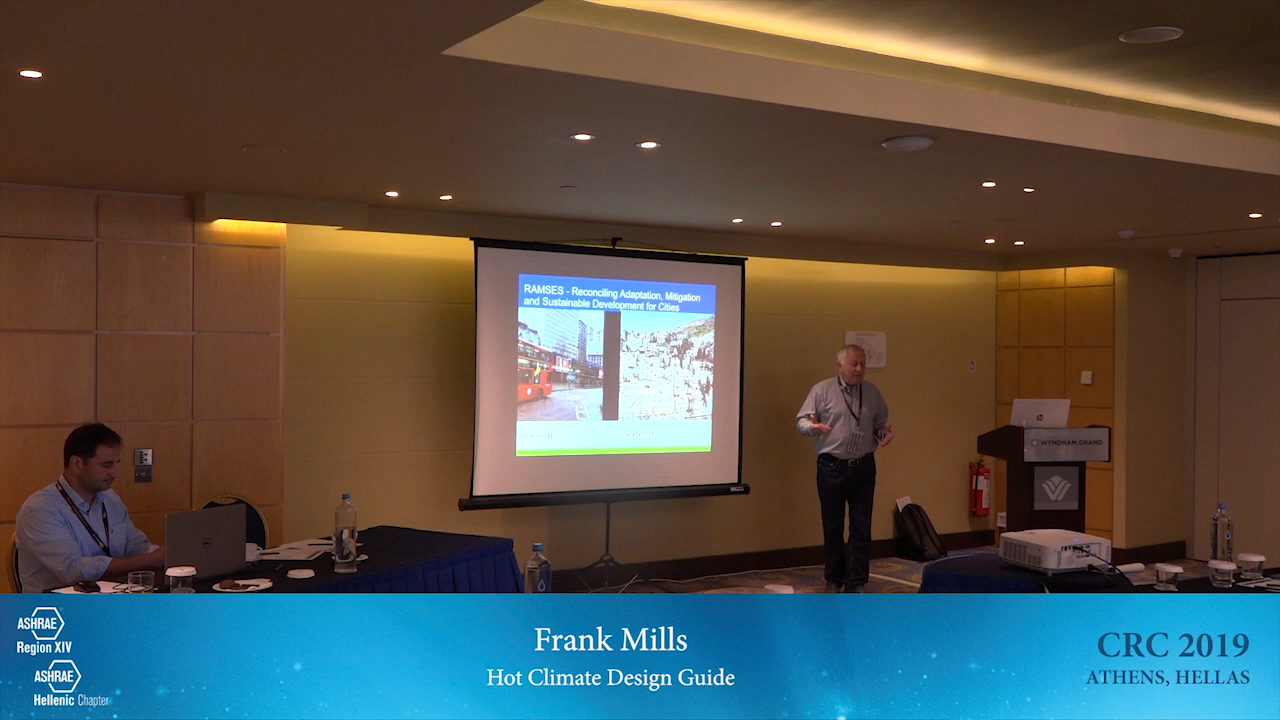 RAMSES - Reconciling Adaptation, Mitigation
and Sustainable Development for Cities
WYNDHAM GRAND
hp
ASHRAE
Region XIV
ASHRAE
Hellenic Chapter
Frank Mills
Hot Climate Design Guide
CRC 2019
ATHENS, HELLAS